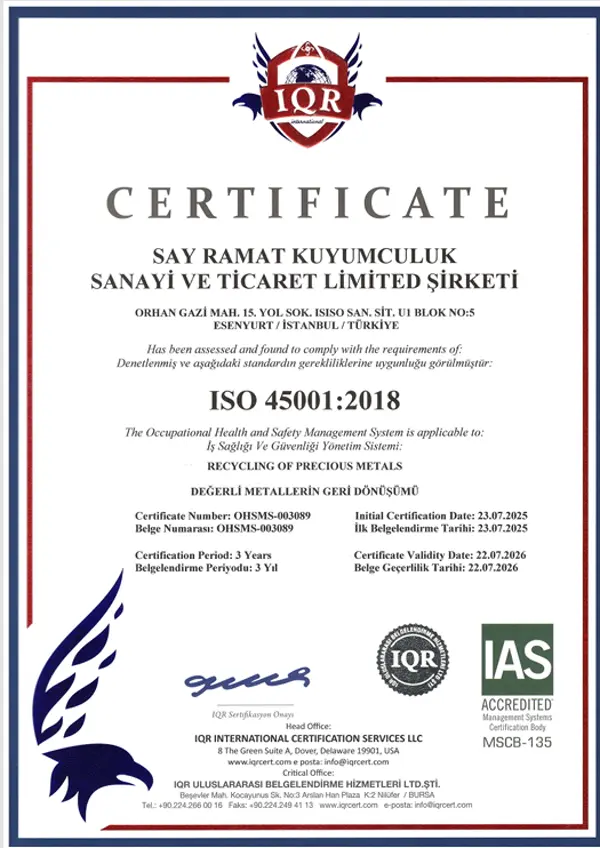 IQR
international
CERTIFICATE
SAY RAMAT KUYUMCULUK
SANAYİ VE TİCARET LİMİTED ŞİRKETİ
ORHAN GAZİ MAH. 15. YOL SOK. ISISO SAN. SİT. U1 BLOK NO:5
ESENYURT / İSTANBUL / TÜRKİYE
Has been assessed and found to comply with the requirements of:
Denetlenmiş ve aşağıdaki standardın gerekliliklerine uygunluğu görülmüştür:
ISO 45001:2018
The Occupational Health and Safety Management System is applicable to:
İş Sağlığı Ve Güvenliği Yönetim Sistemi:
RECYCLING OF PRECIOUS METALS
DEĞERLİ METALLERİN GERİ DÖNÜŞÜMÜ
Certificate Number: OHSMS-003089
Belge Numarası: OHSMS-003089
Initial Certification Date: 23.07.2025
İlk Belgelendirme Tarihi: 23.07.2025
Certification Period: 3 Years
Belgelendirme Periyodu: 3 Yıl
Certificate Validity Date: 22.07.2026
Belge Geçerlilik Tarihi: 22.07.2026
IQR ULUSLARARASI BELGELENDİRME HİZMETLERİ LTD.ŞTİ.
IQR
IAS
ACCREDITED
Management Systems
Certification Body
MSCB-135
IQR Sertifikasyon Onayı
Head Office:
IQR INTERNATIONAL CERTIFICATION SERVICES LLC
8 The Green Suite A, Dover, Delaware 19901, USA
www.iqrcert.com e posta: info@iqrcert.com
Critical Office:
IQR ULUSLARARASI BELGELENDİRME HİZMETLERİ LTD.ŞTİ.
Beşevler Mah. Kocayunus Sk. No:3 Arslan Han Plaza K:2 Nilüfer / BURSA
Tel.: +90.224.266 00 16 Faks: +90.224.249 41 13 www.iqrcert.com e-posta: info@iqrcert.com